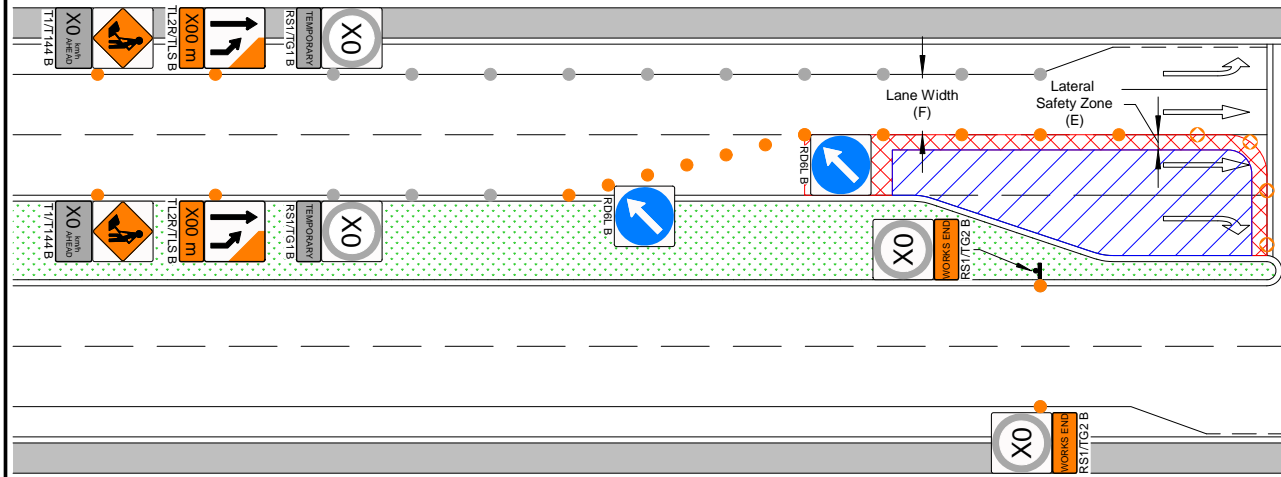 T1/T144 B
X0 km/h
AHEAD
TL2R/TLS B
X00 m
RS1/TG1 B
TEMPORARY
X0
Lane Width
(F)
Lateral
Safety Zone
(E)
RD6L B
RD6L B
T1/T144 B
X0 km/h
AHEAD
TL2R/TLS B
X00 m
RS1/TG1 B
TEMPORARY
X0
X0
WORKS END
RS1/TG2 B
X0
WORKS END
RS1/TG2 B